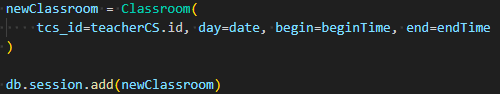 newClassroom = Classroom(
    tcs_id=teacherCS.id, day=date, begin=beginTime, end=endTime
)
db.session.add(newClassroom)